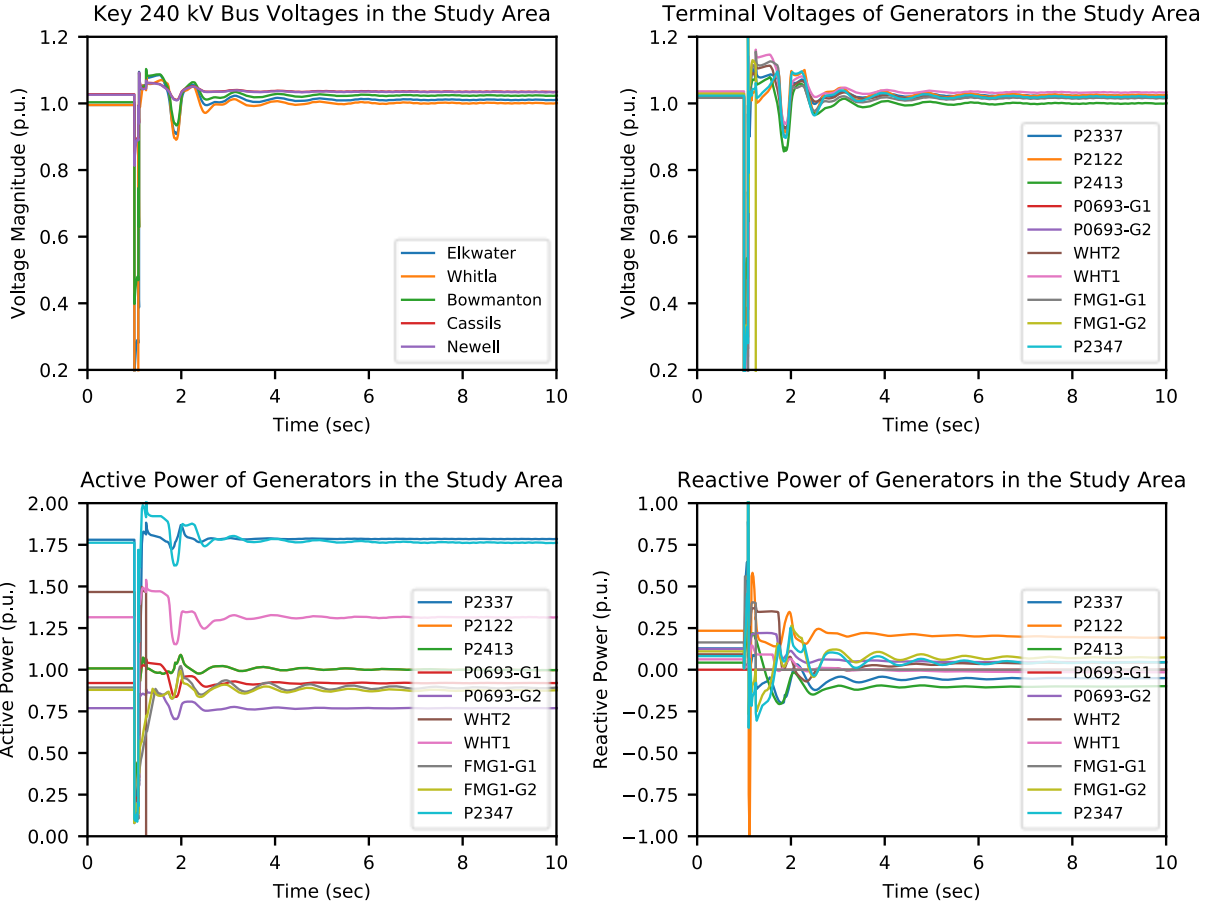 Key 240 kV Bus Voltages in the Study Area
1.2
1.0
0.8
0.6
0.4
0.2
Voltage Magnitude (p.u.)
Elkwater
Whitla
Bowmanton
Cassils
Newell
0 2 4 6 8 10
Time (sec)
Terminal Voltages of Generators in the Study Area
1.2
1.0
0.8
0.6
0.4
0.2
Voltage Magnitude (p.u.)
P2337
P2122
P2413
P0693-G1
P0693-G2
WHT2
WHT1
FMG1-G1
FMG1-G2
P2347
0 2 4 6 8 10
Time (sec)
Active Power of Generators in the Study Area
2.00
1.75
1.50
1.25
1.00
0.75
0.50
0.25
0.00
Active Power (p.u.)
P2337
P2122
P2413
P0693-G1
P0693-G2
WHT2
WHT1
FMG1-G1
FMG1-G2
P2347
0 2 4 6 8 10
Time (sec)
Reactive Power of Generators in the Study Area
1.00
0.75
0.50
0.25
0.00
−0.25
−0.50
−0.75
−1.00
Reactive Power (p.u.)
P2337
P2122
P2413
P0693-G1
P0693-G2
WHT2
WHT1
FMG1-G1
FMG1-G2
P2347
0 2 4 6 8 10
Time (sec)